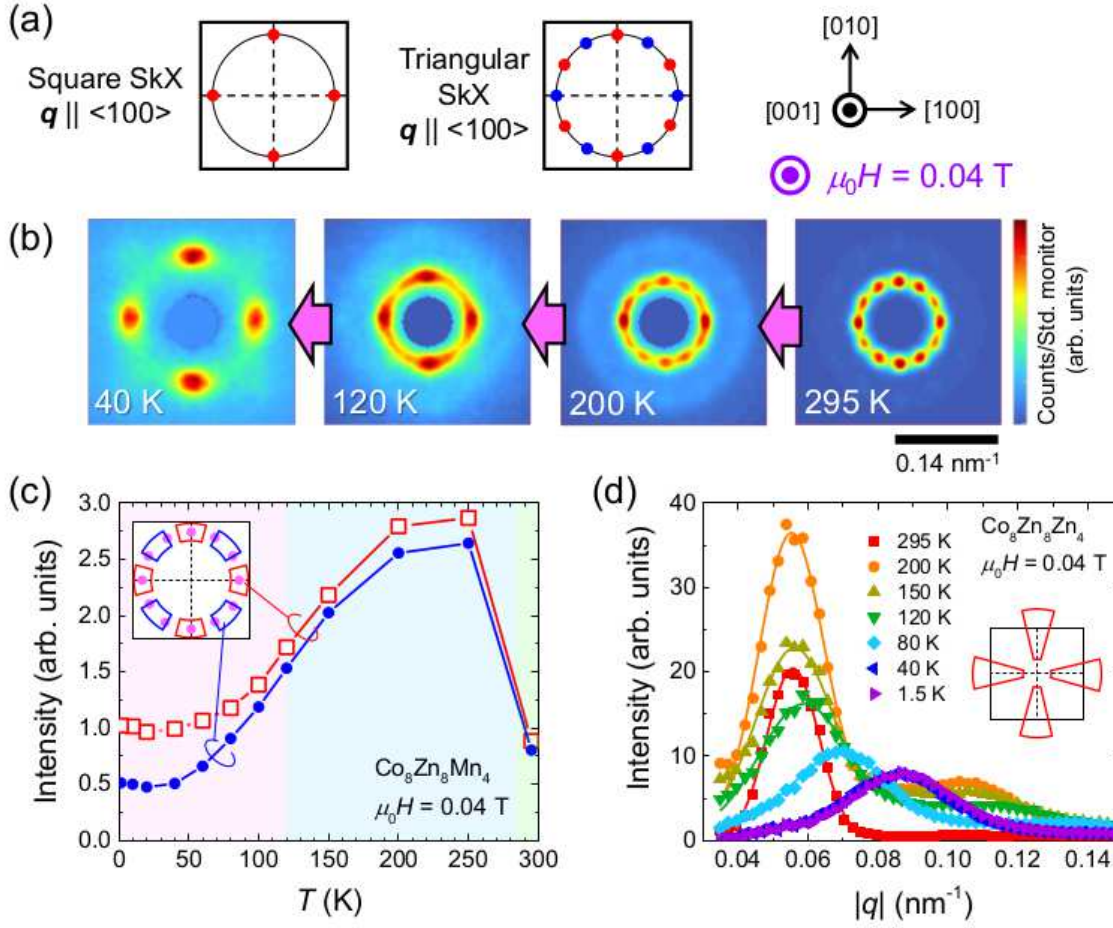 (a)
Square SkX
q || <100>
Triangular
SkX
q || <100>
[010]
[001]
[100]
μ0H = 0.04 T
(b)
40 K
120 K
200 K
295 K
Counts/Std. monitor
(arb. units)
0.14 nm⁻¹
(c)
Intensity (arb. units)
3.0
2.5
2.0
1.5
1.0
0.5
0.0
0 50 100 150 200 250 300
T (K)
Co8Zn8Mn4
μ0H = 0.04 T
(d)
Intensity (arb. units)
40
30
20
10
0
0.04 0.06 0.08 0.10 0.12 0.14
|q| (nm⁻¹)
295 K
200 K
150 K
120 K
80 K
40 K
1.5 K
Co8Zn8Zn4
μ0H = 0.04 T